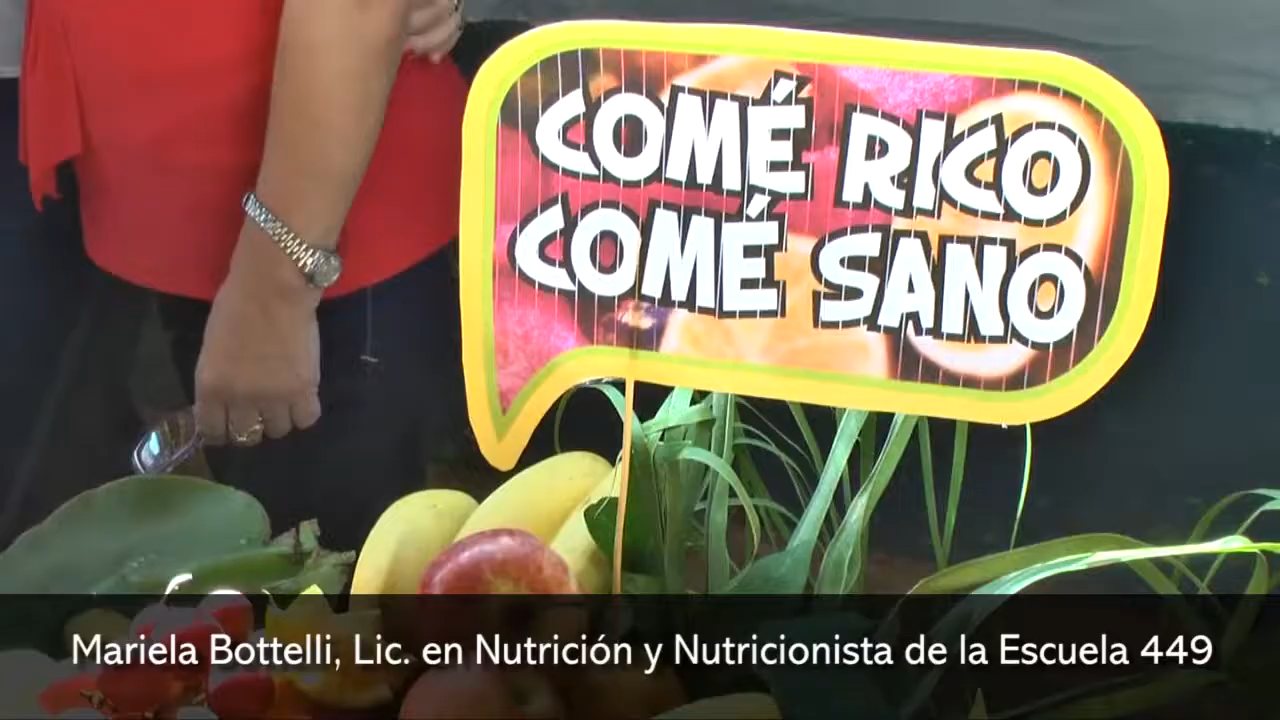 COMÉ RICO
COMÉ SANO
Mariela Bottelli, Lic. en Nutrición y Nutricionista de la Escuela 449